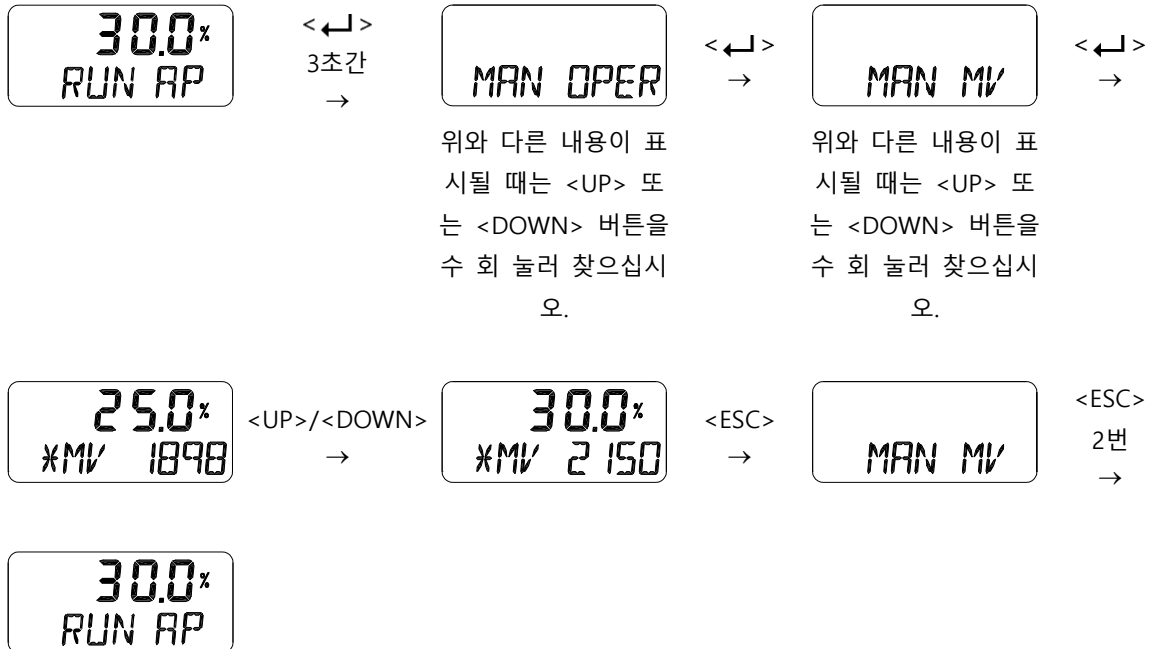 30.0%
RUN AP
<↵>
3초간
→
MAN OPER
<↵>
→
MAN MV
<↵>
→
위와 다른 내용이 표
시될 때는 <UP> 또
는 <DOWN> 버튼을
수 회 눌러 찾으십시
오.
위와 다른 내용이 표
시될 때는 <UP> 또
는 <DOWN> 버튼을
수 회 눌러 찾으십시
오.
25.0%
*MV 1898
<UP>/<DOWN>
→
30.0%
*MV 2150
<ESC>
→
MAN MV
<ESC>
2번
→
30.0%
RUN AP